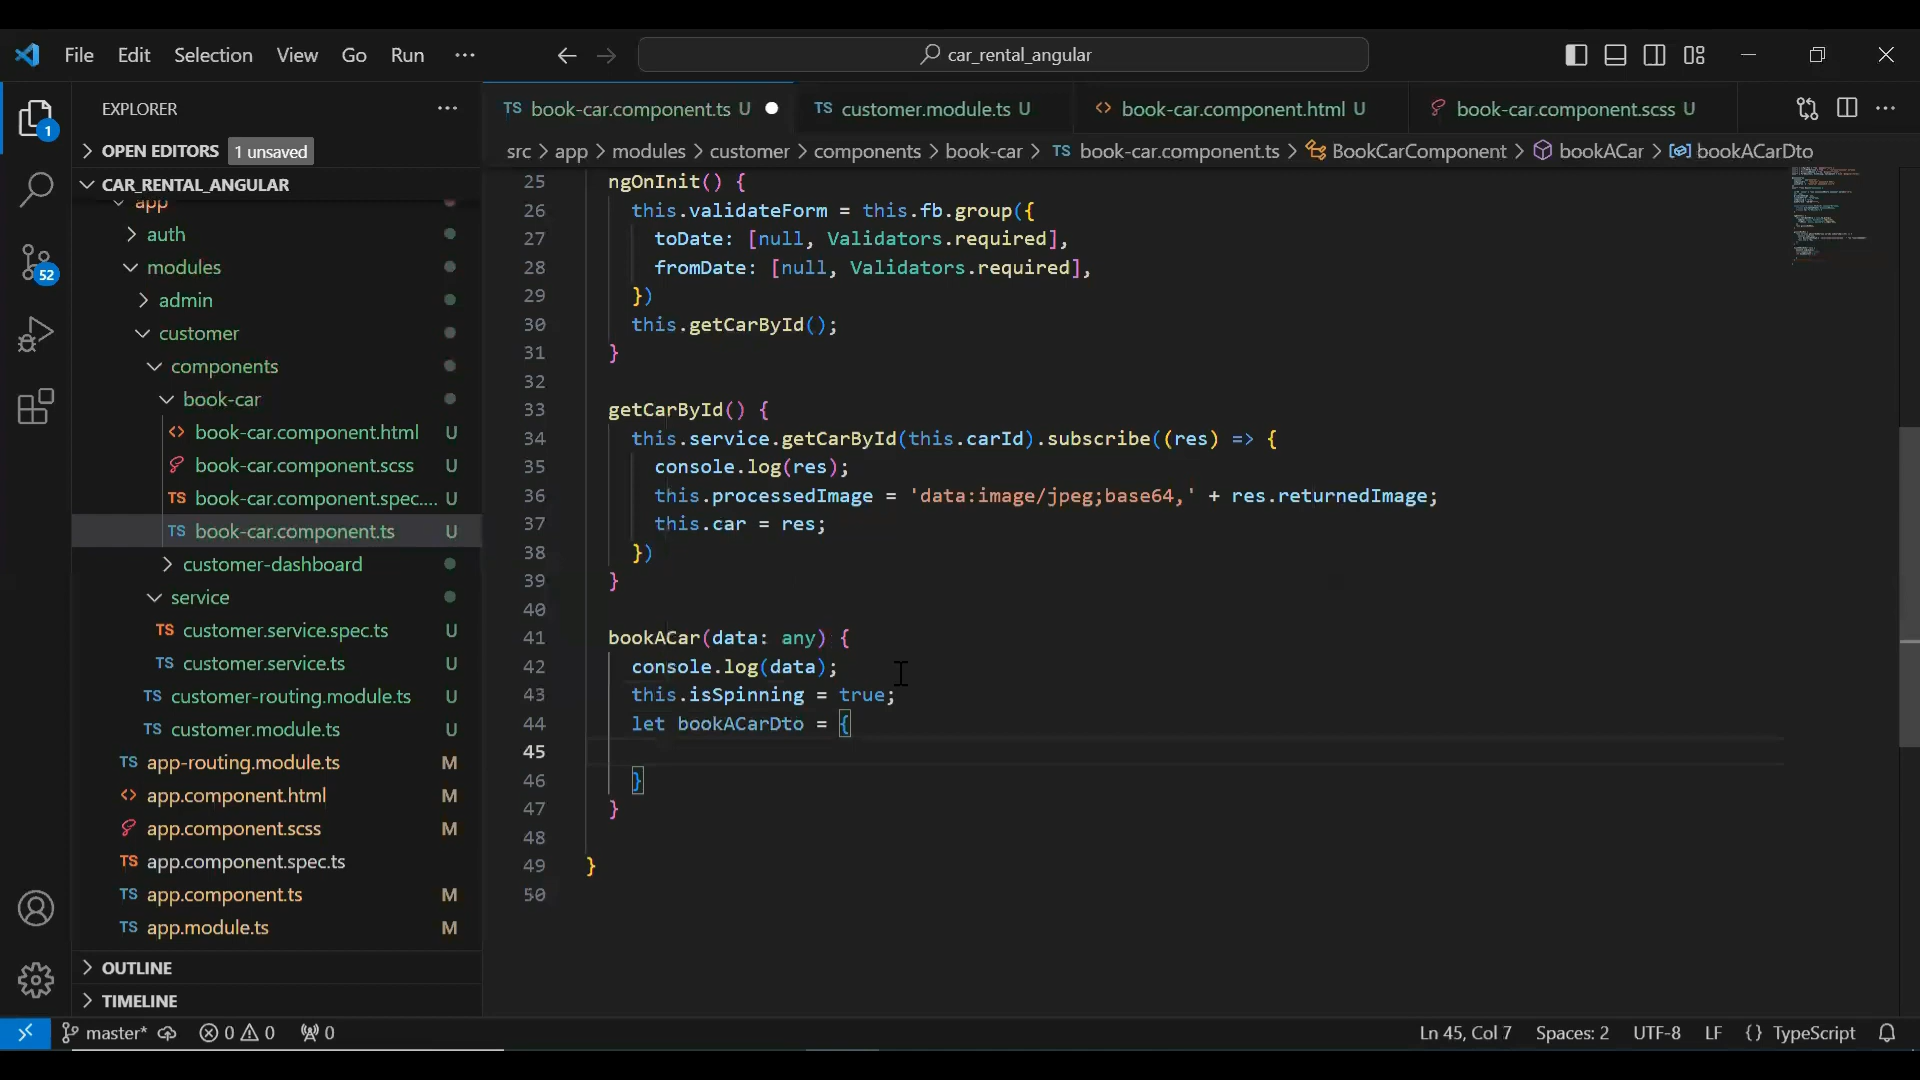 File Edit Selection View Go Run ··· car_rental_angular
EXPLORER ···
TS book-car.component.ts U
TS customer.module.ts U
<> book-car.component.html U
book-car.component.scss U ···
OPEN EDITORS 1 unsaved
src > app > modules > customer > components > book-car > TS book-car.component.ts > BookCarComponent > bookACar > bookACarDto
CAR_RENTAL_ANGULAR
app
auth
modules
admin
customer
components
book-car
<> book-car.component.html U
book-car.component.scss U
TS book-car.component.spec.... U
TS book-car.component.ts U
customer-dashboard
service
TS customer.service.spec.ts U
TS customer.service.ts U
TS customer-routing.module.ts U
TS customer.module.ts U
TS app-routing.module.ts M
<> app.component.html M
app.component.scss M
TS app.component.spec.ts
TS app.component.ts M
TS app.module.ts M
OUTLINE
TIMELINE
1
52
25 ngOnInit() {
26 this.validateForm = this.fb.group({
27 toDate: [null, Validators.required],
28 fromDate: [null, Validators.required],
29 })
30 this.getCarById();
31 }
32
33 getCarById() {
34 this.service.getCarById(this.carId).subscribe((res) => {
35 console.log(res);
36 this.processedImage = 'data:image/jpeg;base64,' + res.returnedImage;
37 this.car = res;
38 })
39 }
40
41 bookACar(data: any) {
42 console.log(data);
43 this.isSpinning = true;
44 let bookACarDto = {
45
46 }
47 }
48
49 }
50
master* 0 0 0 Ln 45, Col 7 Spaces: 2 UTF-8 LF {} TypeScript